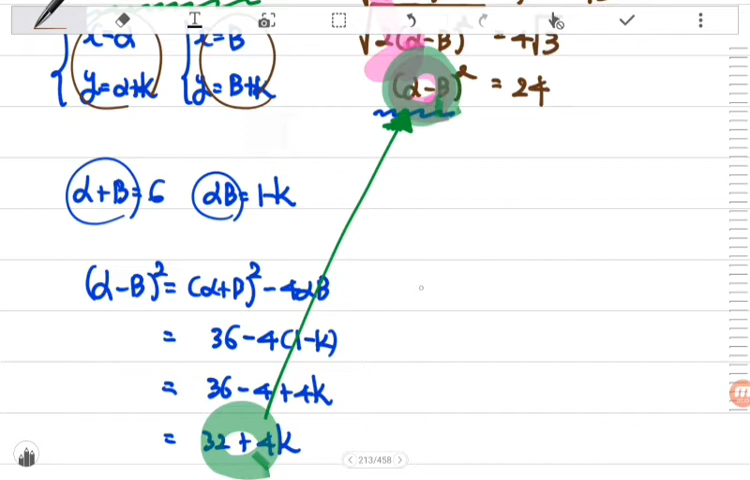 x=α x=β √2(α-β)² = 4√3
y=α+k y=β+k (α-β)² = 24
α+β=6 αβ=1-k
(α-β)² = (α+β)² - 4αβ
= 36-4(1-k)
= 36-4+4k
= 32+4k
213/458